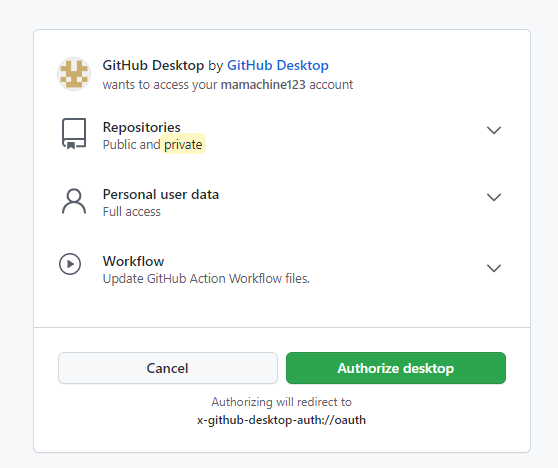 GitHub Desktop by GitHub Desktop
wants to access your mamachine123 account
Repositories
Public and private
Personal user data
Full access
Workflow
Update GitHub Action Workflow files.
Cancel
Authorize desktop
Authorizing will redirect to
x-github-desktop-auth://oauth